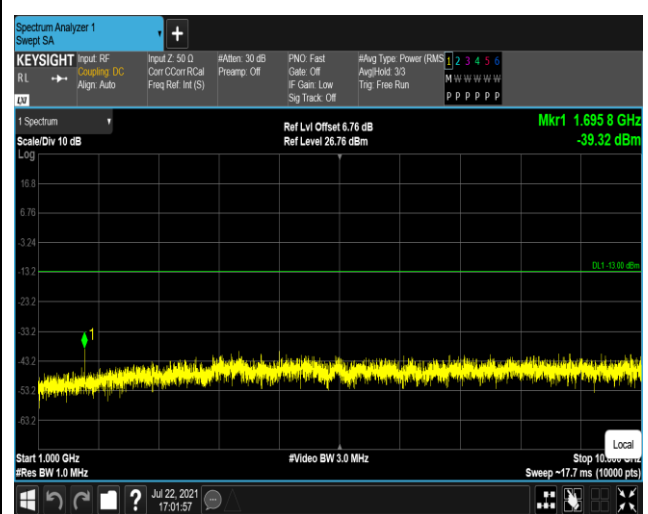 Spectrum Analyzer 1
Swept SA
KEYSIGHT Input: RF Input Z: 50 Ω #Atten: 30 dB PNO: Fast #Avg Type: Power (RMS 1 2 3 4 5 6
RL Coupling: DC Corr CCorr RCal Preamp: Off Gate: Off Avg|Hold: 3/3 M W W W W W
Align: Auto Freq Ref: Int (S) IF Gain: Low Trig: Free Run
LXI Sig Track: Off P P P P P P
1 Spectrum Ref Lvl Offset 6.76 dB Mkr1 1.695 8 GHz
Scale/Div 10 dB Ref Level 26.76 dBm -39.32 dBm
Log
16.8
6.76
-3.24
DL1 -13.00 dBm
-13.2
-23.2
-33.2
1
-43.2
-53.2
-63.2
Local
Start 1.000 GHz #Video BW 3.0 MHz Stop 10.000 GHz
#Res BW 1.0 MHz Sweep ~17.7 ms (10000 pts)
? Jul 22, 2021
17:01:57